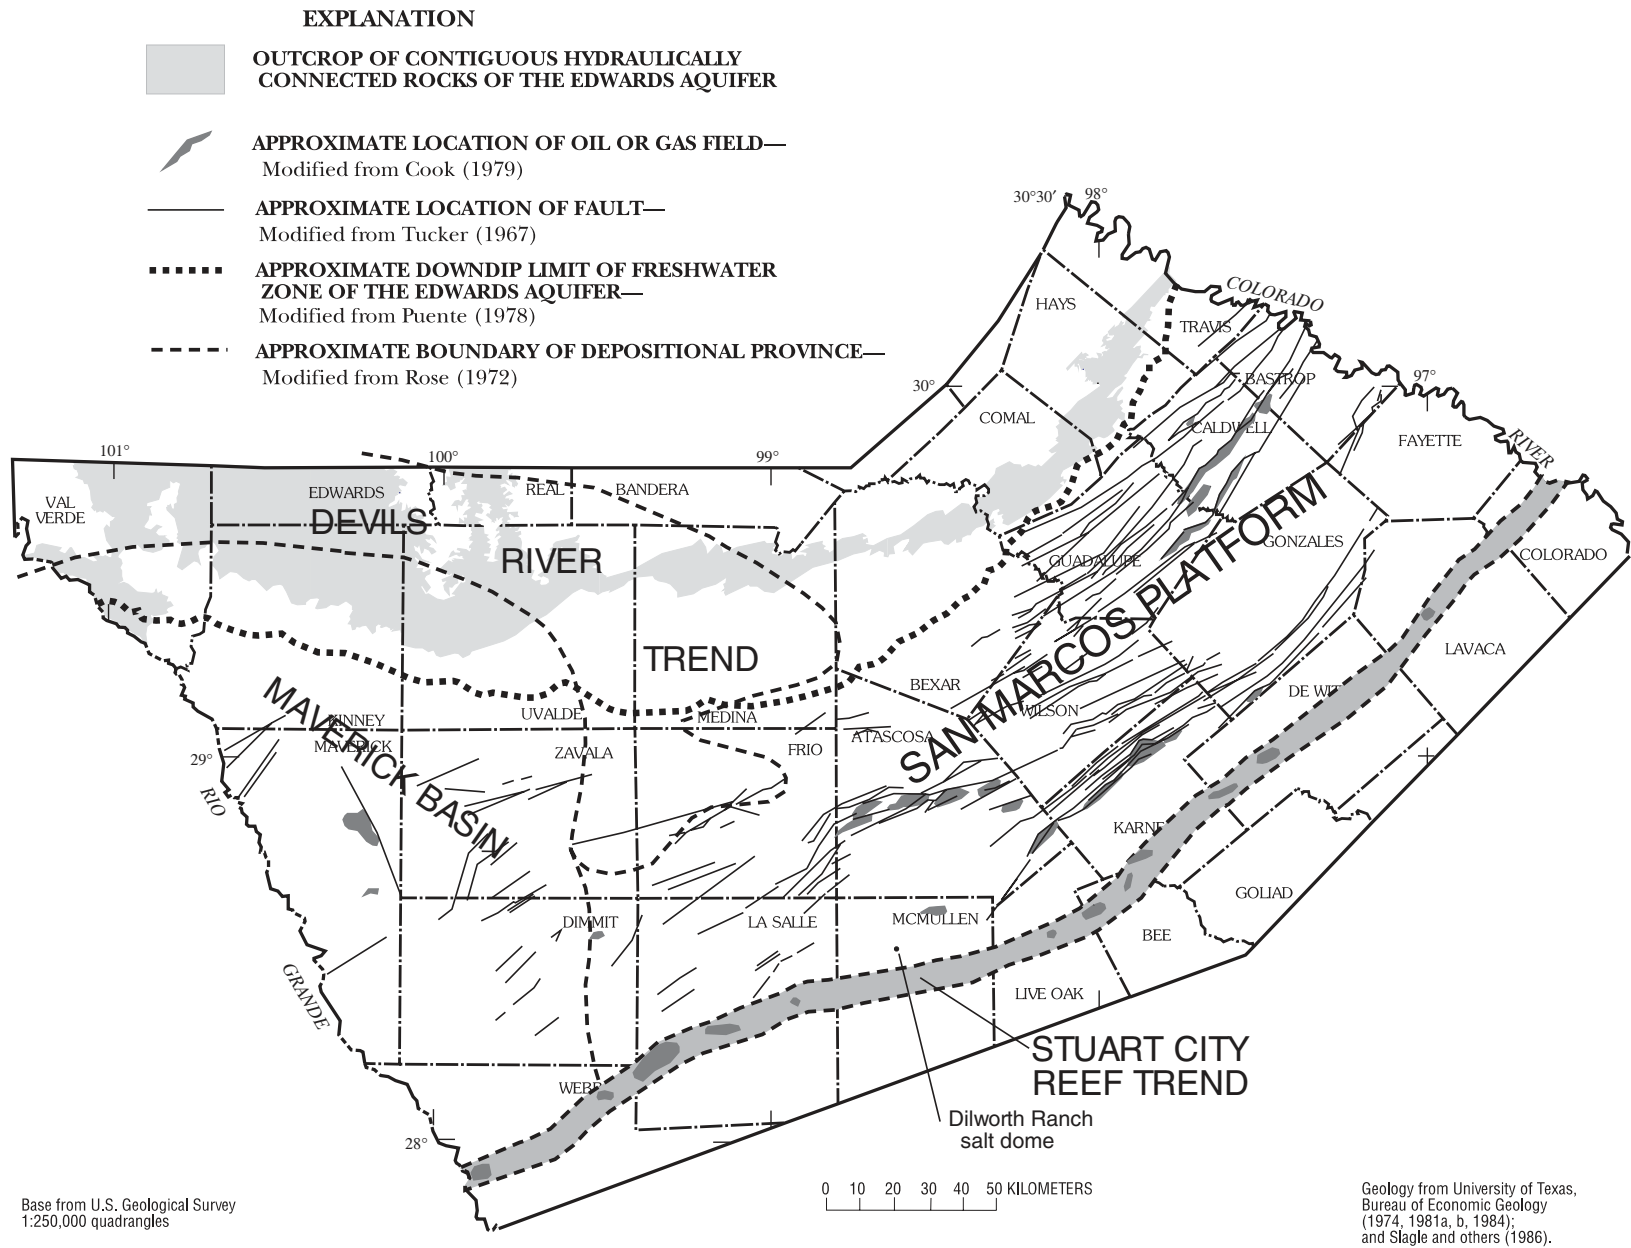 EXPLANATION
OUTCROP OF CONTIGUOUS HYDRAULICALLY
CONNECTED ROCKS OF THE EDWARDS AQUIFER
APPROXIMATE LOCATION OF OIL OR GAS FIELD—
Modified from Cook (1979)
APPROXIMATE LOCATION OF FAULT—
Modified from Tucker (1967)
APPROXIMATE DOWNDIP LIMIT OF FRESHWATER
ZONE OF THE EDWARDS AQUIFER—
Modified from Puente (1978)
APPROXIMATE BOUNDARY OF DEPOSITIONAL PROVINCE—
Modified from Rose (1972)
30°30′
98°
COLORADO
RIVER
HAYS
TRAVIS
30°
BASTROP
97°
COMAL
CALDWELL
FAYETTE
101°
100°
99°
VAL
VERDE
EDWARDS
REAL
BANDERA
DEVILS
RIVER
TREND
GUADALUPE
GONZALES
COLORADO
SAN MARCOS PLATFORM
LAVACA
BEXAR
WILSON
DE WIT
MAVERICK BASIN
KINNEY
UVALDE
MEDINA
MAVERICK
ZAVALA
FRIO
ATASCOSA
29°
RIO
GRANDE
KARNE
GOLIAD
DIMMIT
LA SALLE
MCMULLEN
BEE
LIVE OAK
STUART CITY
REEF TREND
WEBB
Dilworth Ranch
salt dome
28°
0 10 20 30 40 50 KILOMETERS
Base from U.S. Geological Survey
1:250,000 quadrangles
Geology from University of Texas,
Bureau of Economic Geology
(1974, 1981a, b, 1984);
and Slagle and others (1986).